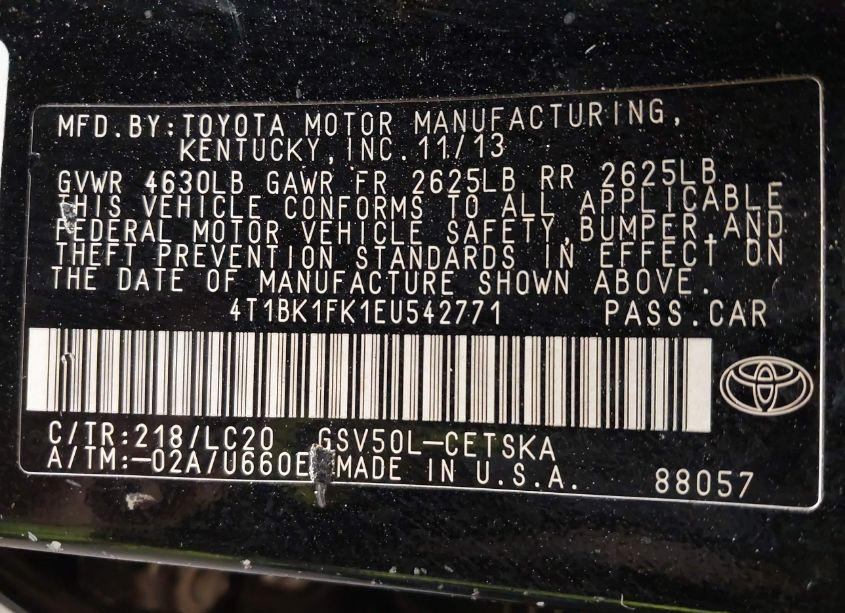 MFD.BY:TOYOTA MOTOR MANUFACTURING,
KENTUCKY,INC.11/13
GVWR 4630LB GAWR FR 2625LB RR 2625LB
THIS VEHICLE CONFORMS TO ALL APPLICABLE
FEDERAL MOTOR VEHICLE SAFETY,BUMPER,AND
THEFT PREVENTION STANDARDS IN EFFECT ON
THE DATE OF MANUFACTURE SHOWN ABOVE.
4T1BK1FK1EU542771 PASS.CAR
C/TR:218/LC20 GSV50L-CETSKA
A/TM:-02A/U660E MADE IN U.S.A.
88057